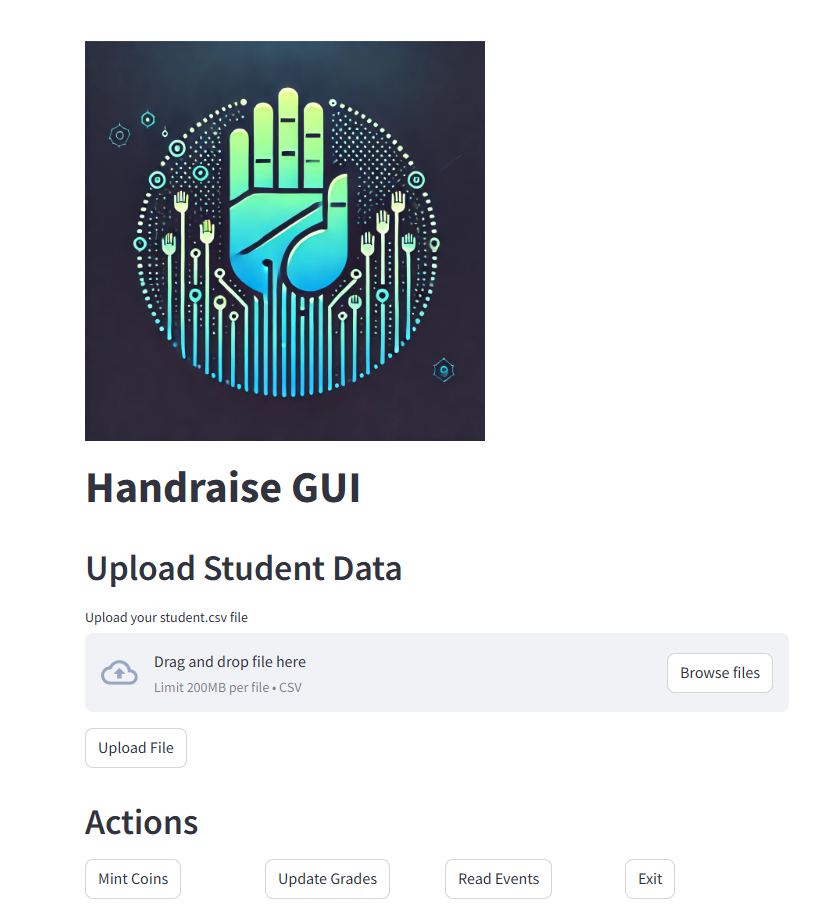 Handraise GUI
Upload Student Data
Upload your student.csv file
Drag and drop file here
Limit 200MB per file • CSV
Browse files
Upload File
Actions
Mint Coins
Update Grades
Read Events
Exit